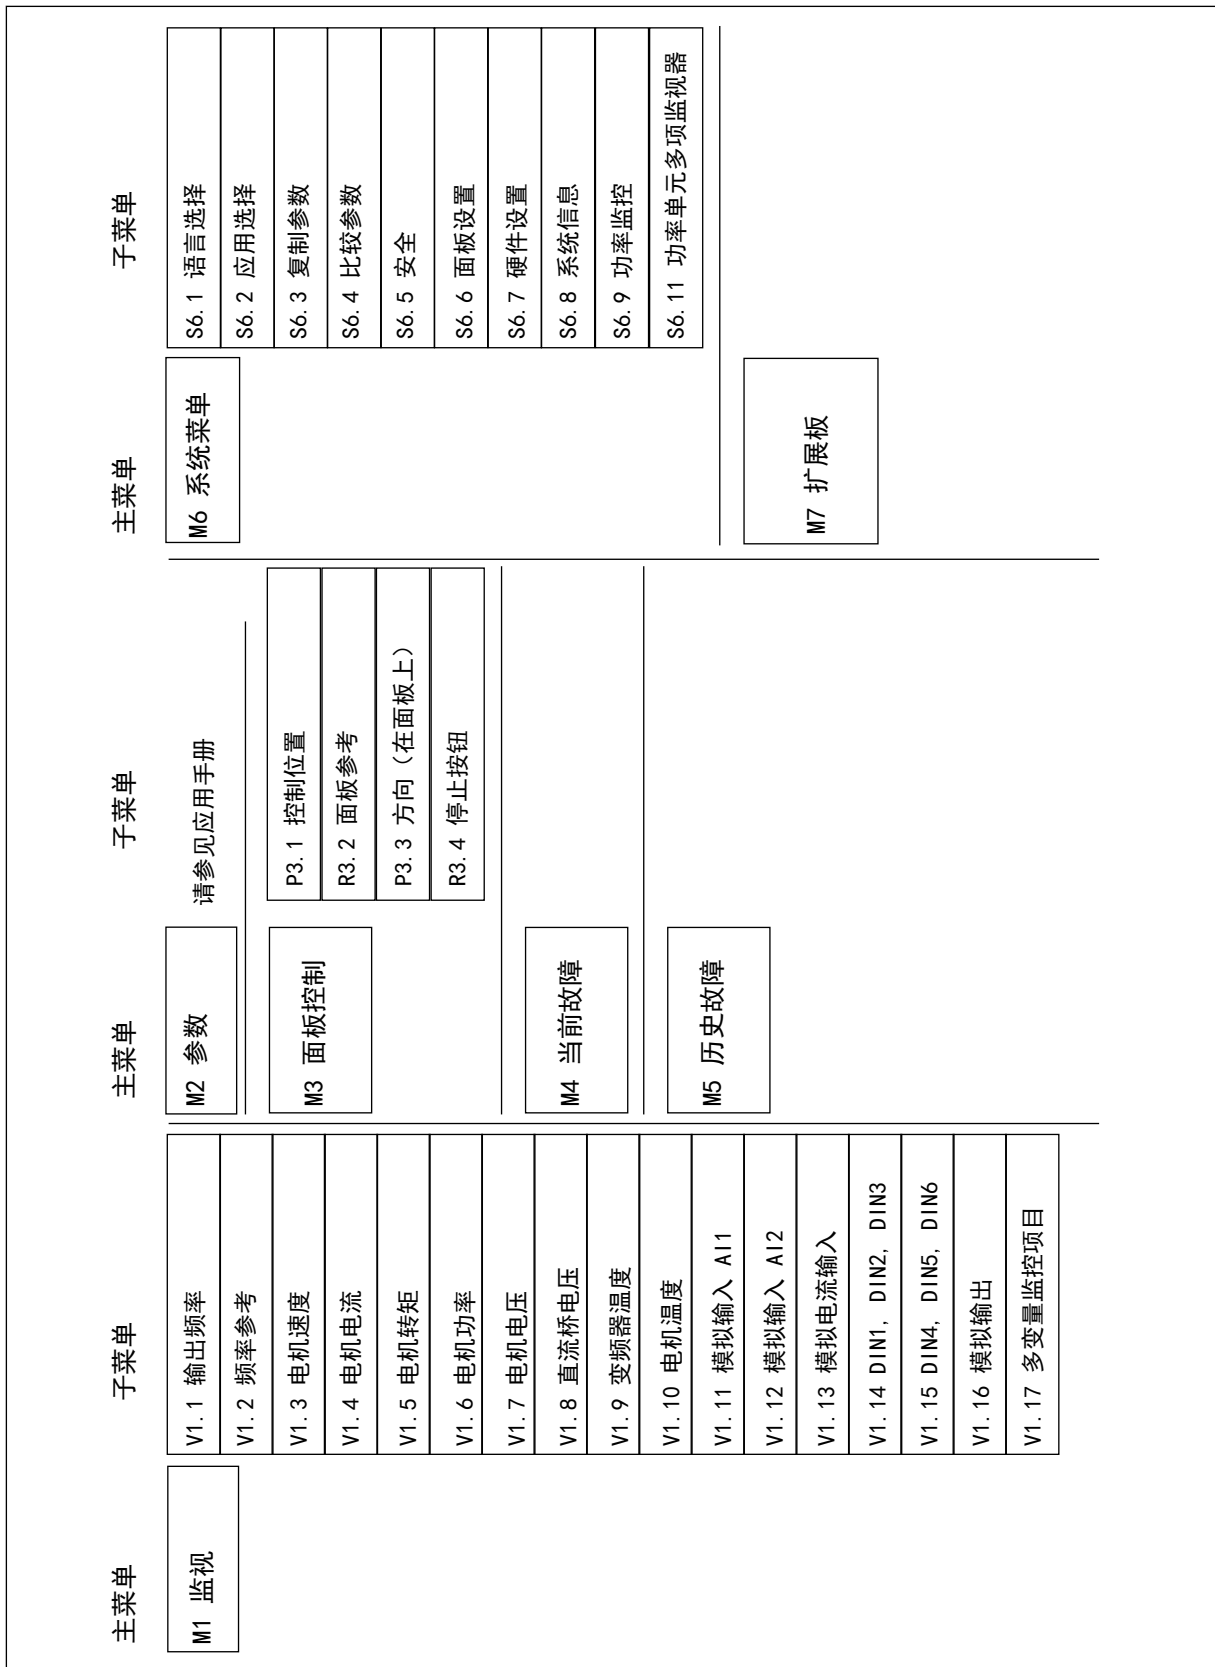 主菜单
子菜单
M1 监视
V1.1 输出频率
V1.2 频率参考
V1.3 电机速度
V1.4 电机电流
V1.5 电机转矩
V1.6 电机功率
V1.7 电机电压
V1.8 直流桥电压
V1.9 变频器温度
V1.10 电机温度
V1.11 模拟输入 AI1
V1.12 模拟输入 AI2
V1.13 模拟电流输入
V1.14 DIN1, DIN2, DIN3
V1.15 DIN4, DIN5, DIN6
V1.16 模拟输出
V1.17 多变量监控项目
主菜单
子菜单
M2 参数
请参见应用手册
M3 面板控制
P3.1 控制位置
R3.2 面板参考
P3.3 方向（在面板上）
R3.4 停止按钮
M4 当前故障
M5 历史故障
主菜单
子菜单
M6 系统菜单
S6.1 语言选择
S6.2 应用选择
S6.3 复制参数
S6.4 比较参数
S6.5 安全
S6.6 面板设置
S6.7 硬件设置
S6.8 系统信息
S6.9 功率监控
S6.11 功率单元多项监视器
M7 扩展板